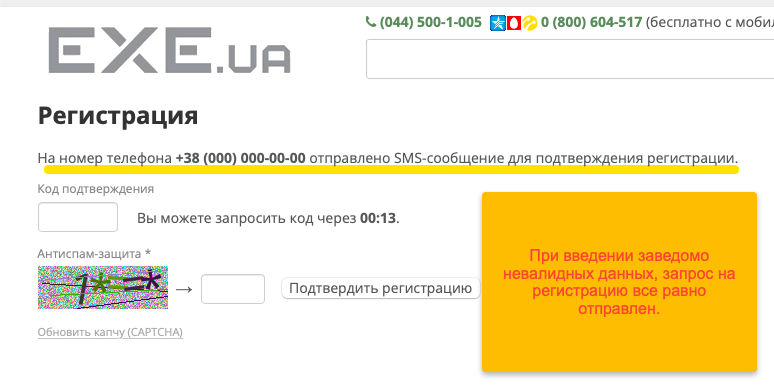 EXE.UA
(044) 500-1-005 0 (800) 604-517 (бесплатно с мобил
Регистрация
На номер телефона +38 (000) 000-00-00 отправлено SMS-сообщение для подтверждения регистрации.
Код подтверждения
Вы можете запросить код через 00:13.
Антиспам-защита *
→ Подтвердить регистрацию
Обновить капчу (CAPTCHA)
При введении заведомо
невалидных данных, запрос на
регистрацию все равно
отправлен.